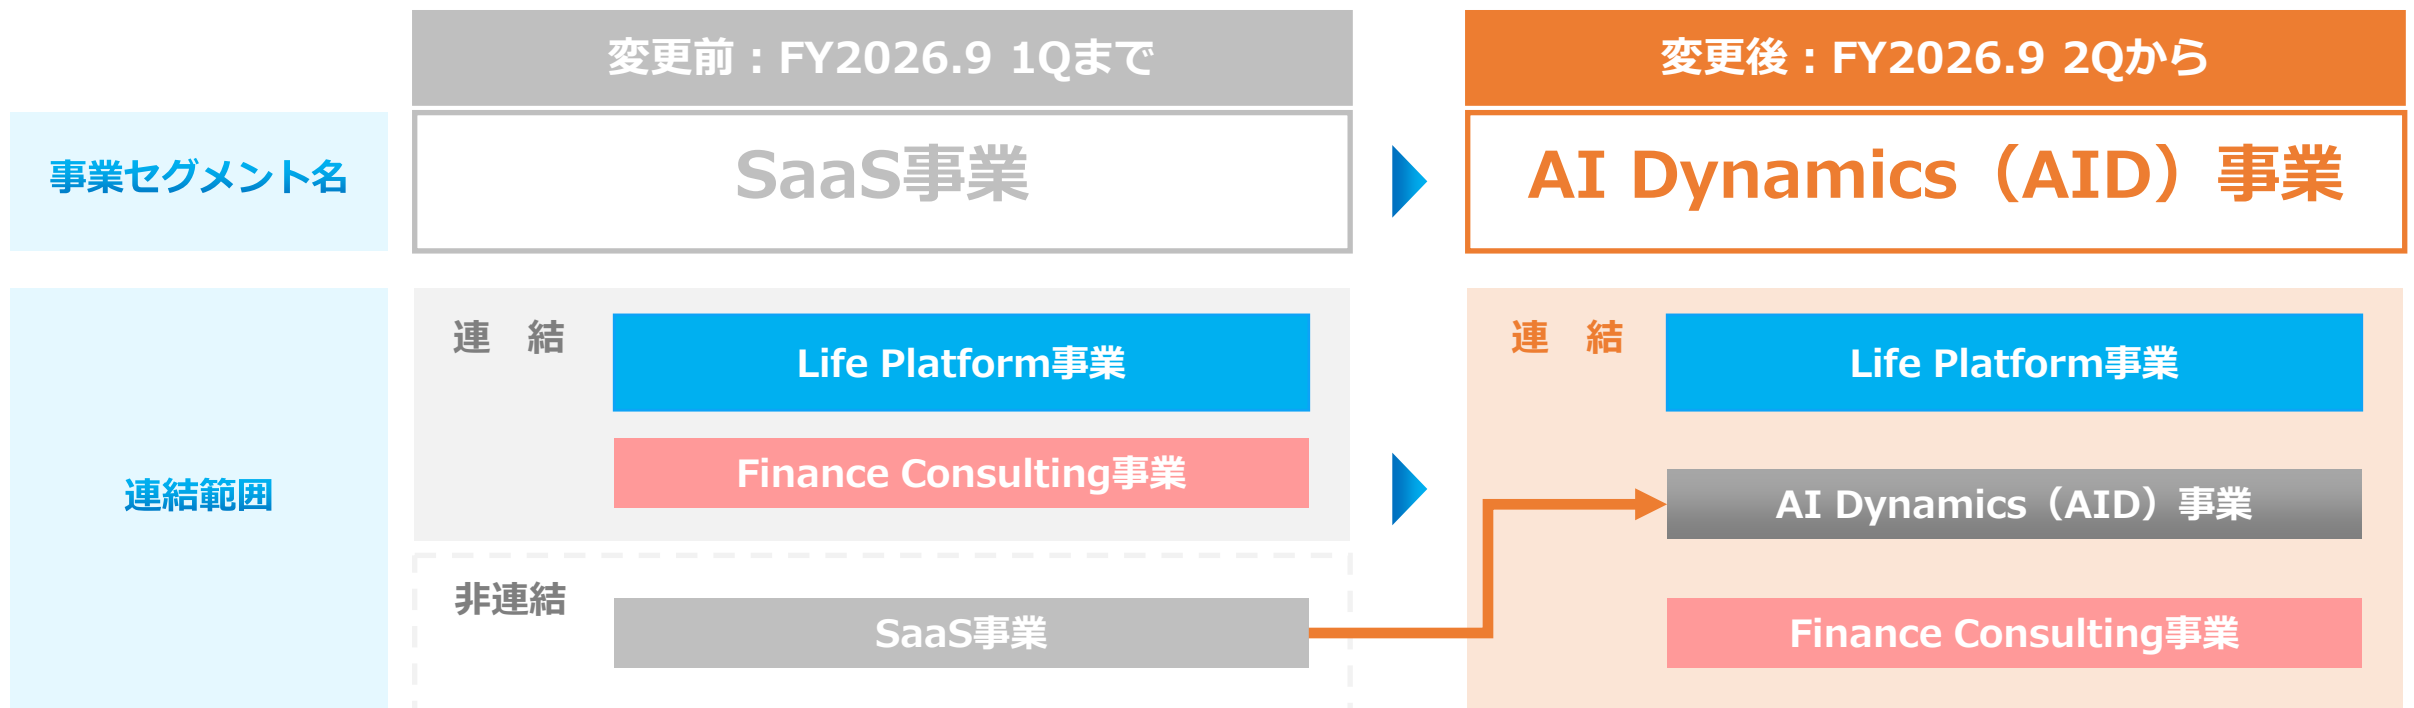 変更前：FY2026.9 1Qまで
変更後：FY2026.9 2Qから
事業セグメント名
SaaS事業
AI Dynamics（AID）事業
連結範囲
連　結
Life Platform事業
Finance Consulting事業
非連結
SaaS事業
連　結
Life Platform事業
AI Dynamics（AID）事業
Finance Consulting事業